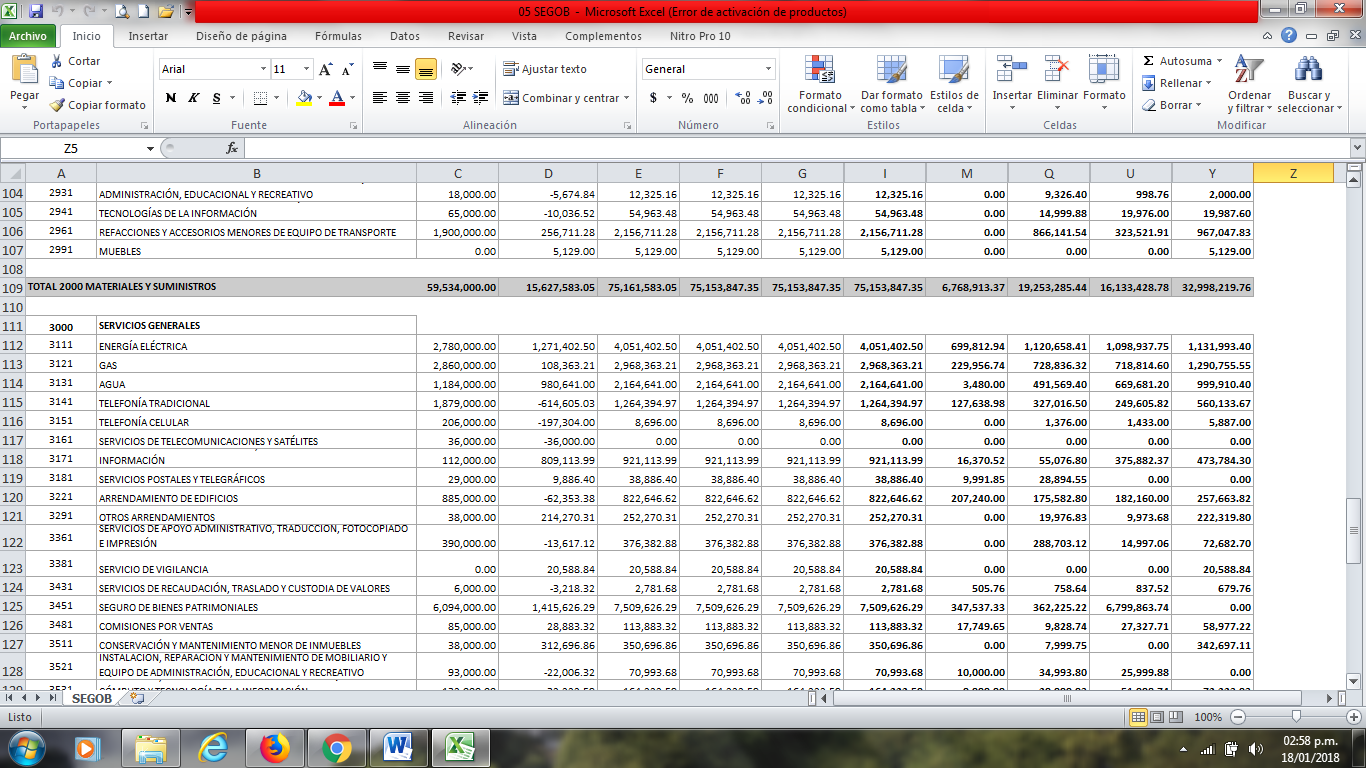 05 SEGOB - Microsoft Excel (Error de activación de productos)
Archivo Inicio Insertar Diseño de página Fórmulas Datos Revisar Vista Complementos Nitro Pro 10
Pegar Cortar Copiar Copiar formato
Arial 11
N K S
Ajustar texto
Combinar y centrar
General
$ % 000
Formato condicional Dar formato como tabla Estilos de celda
Insertar Eliminar Formato
Σ Autosuma
Rellenar
Borrar
Ordenar y filtrar Buscar y seleccionar
Portapapeles Fuente Alineación Número Estilos Celdas Modificar
Z5 fx
A B C D E F G I M Q U Y Z
104 2931 ADMINISTRACIÓN, EDUCACIONAL Y RECREATIVO 18,000.00 -5,674.84 12,325.16 12,325.16 12,325.16 12,325.16 0.00 9,326.40 998.76 2,000.00
105 2941 TECNOLOGÍAS DE LA INFORMACIÓN 65,000.00 -10,036.52 54,963.48 54,963.48 54,963.48 54,963.48 0.00 14,999.88 19,976.00 19,987.60
106 2961 REFACCIONES Y ACCESORIOS MENORES DE EQUIPO DE TRANSPORTE 1,900,000.00 256,711.28 2,156,711.28 2,156,711.28 2,156,711.28 2,156,711.28 0.00 866,141.54 323,521.91 967,047.83
107 2991 MUEBLES 0.00 5,129.00 5,129.00 5,129.00 5,129.00 5,129.00 0.00 0.00 0.00 5,129.00
108
109 TOTAL 2000 MATERIALES Y SUMINISTROS 59,534,000.00 15,627,583.05 75,161,583.05 75,153,847.35 75,153,847.35 75,153,847.35 6,768,913.37 19,253,285.44 16,133,428.78 32,998,219.76
110
111 3000 SERVICIOS GENERALES
112 3111 ENERGÍA ELÉCTRICA 2,780,000.00 1,271,402.50 4,051,402.50 4,051,402.50 4,051,402.50 4,051,402.50 699,812.94 1,120,658.41 1,098,937.75 1,131,993.40
113 3121 GAS 2,860,000.00 108,363.21 2,968,363.21 2,968,363.21 2,968,363.21 2,968,363.21 229,956.74 728,836.32 718,814.60 1,290,755.55
114 3131 AGUA 1,184,000.00 980,641.00 2,164,641.00 2,164,641.00 2,164,641.00 2,164,641.00 3,480.00 491,569.40 669,681.20 999,910.40
115 3141 TELEFONÍA TRADICIONAL 1,879,000.00 -614,605.03 1,264,394.97 1,264,394.97 1,264,394.97 1,264,394.97 127,638.98 327,016.50 249,605.82 560,133.67
116 3151 TELEFONÍA CELULAR 206,000.00 -197,304.00 8,696.00 8,696.00 8,696.00 8,696.00 0.00 1,376.00 1,433.00 5,887.00
117 3161 SERVICIOS DE TELECOMUNICACIONES Y SATÉLITES 36,000.00 -36,000.00 0.00 0.00 0.00 0.00 0.00 0.00 0.00 0.00
118 3171 INFORMACIÓN 112,000.00 809,113.99 921,113.99 921,113.99 921,113.99 921,113.99 16,370.52 55,076.80 375,882.37 473,784.30
119 3181 SERVICIOS POSTALES Y TELEGRÁFICOS 29,000.00 9,886.40 38,886.40 38,886.40 38,886.40 38,886.40 9,991.85 28,894.55 0.00 0.00
120 3221 ARRENDAMIENTO DE EDIFICIOS 885,000.00 -62,353.38 822,646.62 822,646.62 822,646.62 822,646.62 207,240.00 175,582.80 182,160.00 257,663.82
121 3291 OTROS ARRENDAMIENTOS 38,000.00 214,270.31 252,270.31 252,270.31 252,270.31 252,270.31 0.00 19,976.83 9,973.68 222,319.80
SERVICIOS DE APOYO ADMINISTRATIVO, TRADUCCION, FOTOCOPIADO
122 3361 E IMPRESIÓN 390,000.00 -13,617.12 376,382.88 376,382.88 376,382.88 376,382.88 0.00 288,703.12 14,997.06 72,682.70
123 3381 SERVICIO DE VIGILANCIA 0.00 20,588.84 20,588.84 20,588.84 20,588.84 20,588.84 0.00 0.00 0.00 20,588.84
124 3431 SERVICIOS DE RECAUDACIÓN, TRASLADO Y CUSTODIA DE VALORES 6,000.00 -3,218.32 2,781.68 2,781.68 2,781.68 2,781.68 505.76 758.64 837.52 679.76
125 3451 SEGURO DE BIENES PATRIMONIALES 6,094,000.00 1,415,626.29 7,509,626.29 7,509,626.29 7,509,626.29 7,509,626.29 347,537.33 362,225.22 6,799,863.74 0.00
126 3481 COMISIONES POR VENTAS 85,000.00 28,883.32 113,883.32 113,883.32 113,883.32 113,883.32 17,749.65 9,828.74 27,327.71 58,977.22
127 3511 CONSERVACIÓN Y MANTENIMIENTO MENOR DE INMUEBLES 38,000.00 312,696.86 350,696.86 350,696.86 350,696.86 350,696.86 0.00 7,999.75 0.00 342,697.11
INSTALACION, REPARACION Y MANTENIMIENTO DE MOBILIARIO Y
128 3521 EQUIPO DE ADMINISTRACIÓN, EDUCACIONAL Y RECREATIVO 93,000.00 -22,006.32 70,993.68 70,993.68 70,993.68 70,993.68 10,000.00 34,993.80 25,999.88 0.00
SEGOB
Listo 100%
02:58 p.m.
18/01/2018